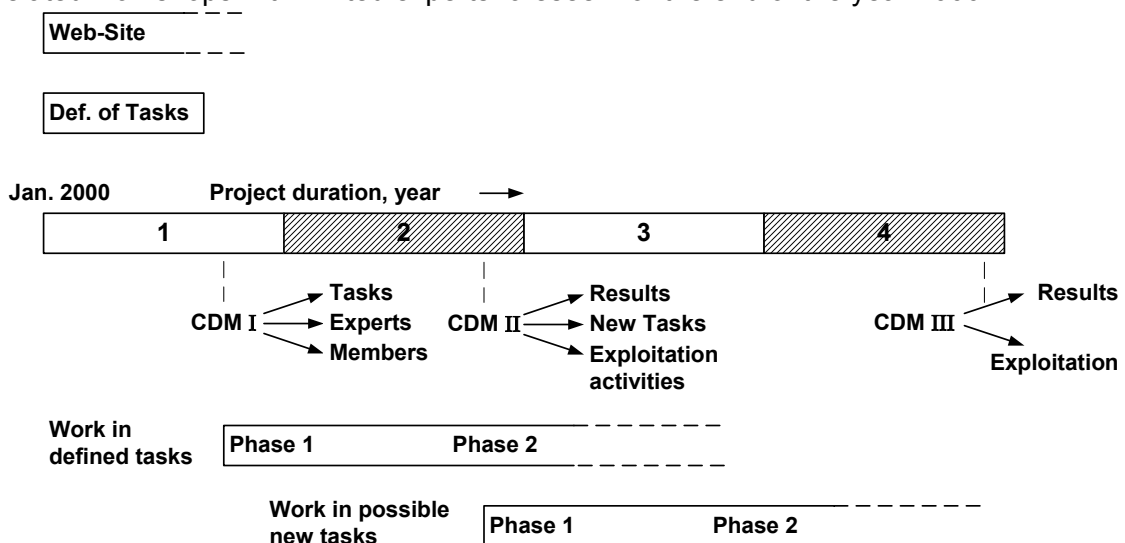 Web-Site
Def. of Tasks
Jan. 2000 Project duration, year
1 2 3 4
CDM I
Tasks
Experts
Members
CDM II
Results
New Tasks
Exploitation
activities
CDM III
Results
Exploitation
Work in
defined tasks
Phase 1 Phase 2
Work in possible
new tasks
Phase 1 Phase 2